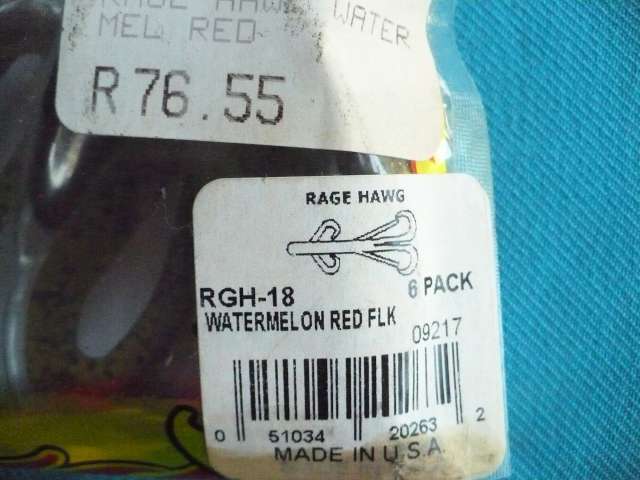 RAGE HAWG WATER
MEL RED
R76.55
RAGE HAWG
RGH-18
6 PACK
WATERMELON RED FLK
09217
0 51034 20263 2
MADE IN U.S.A.